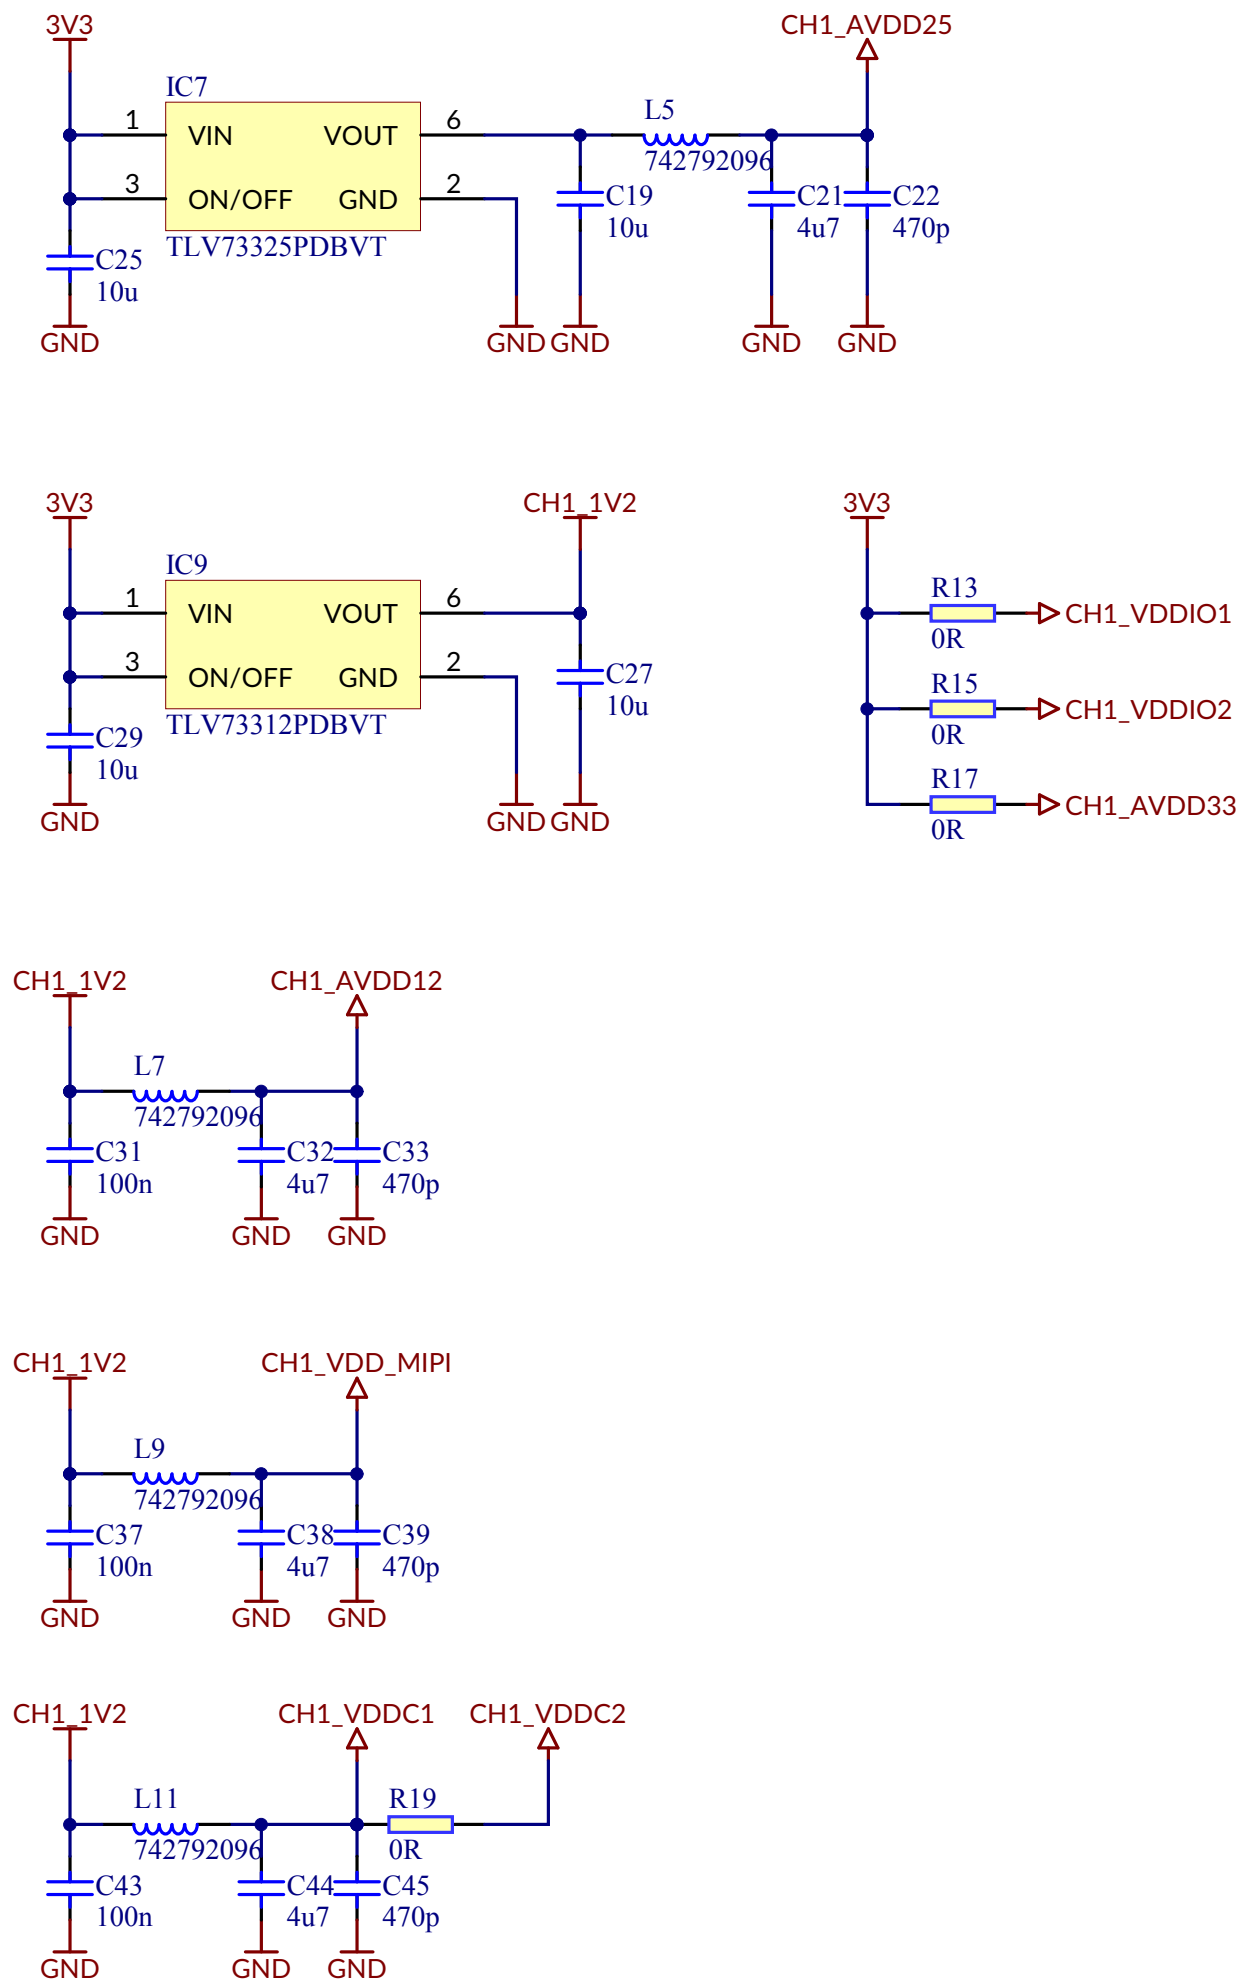 3V3
CH1_AVDD25
IC7
1
VIN
VOUT
6
L5
742792096
3
ON/OFF
GND
2
TLV73325PDBVT
C25
10u
C19
10u
C21
4u7
C22
470p
GND
GND
GND
GND
GND
3V3
CH1_1V2
3V3
IC9
1
VIN
VOUT
6
3
ON/OFF
GND
2
TLV73312PDBVT
C29
10u
C27
10u
GND
GND
GND
R13
0R
CH1_VDDIO1
R15
0R
CH1_VDDIO2
R17
0R
CH1_AVDD33
CH1_1V2
CH1_AVDD12
L7
742792096
C31
100n
C32
4u7
C33
470p
GND
GND
GND
CH1_1V2
CH1_VDD_MIPI
L9
742792096
C37
100n
C38
4u7
C39
470p
GND
GND
GND
CH1_1V2
CH1_VDDC1
CH1_VDDC2
L11
742792096
R19
0R
C43
100n
C44
4u7
C45
470p
GND
GND
GND